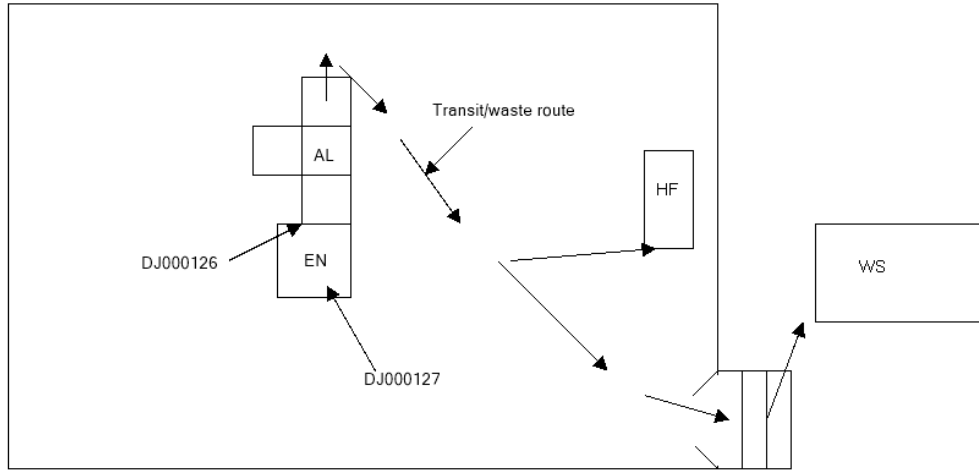 Transit/waste route
AL
HF
DJ000126
EN
WS
DJ000127